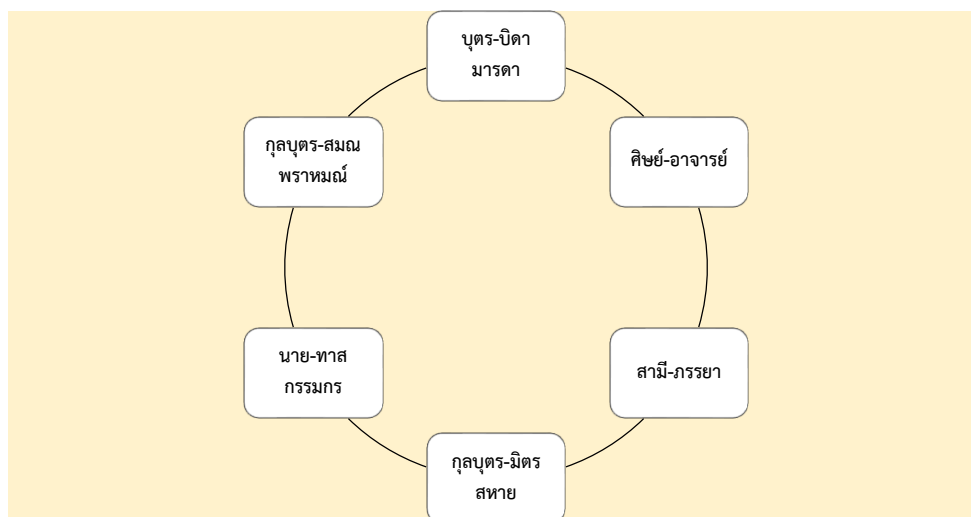 บุตร-บิดา
มารดา
ศิษย์-อาจารย์
สามี-ภรรยา
กุลบุตร-มิตร
สหาย
นาย-ทาส
กรรมกร
กุลบุตร-สมณ
พราหมณ์